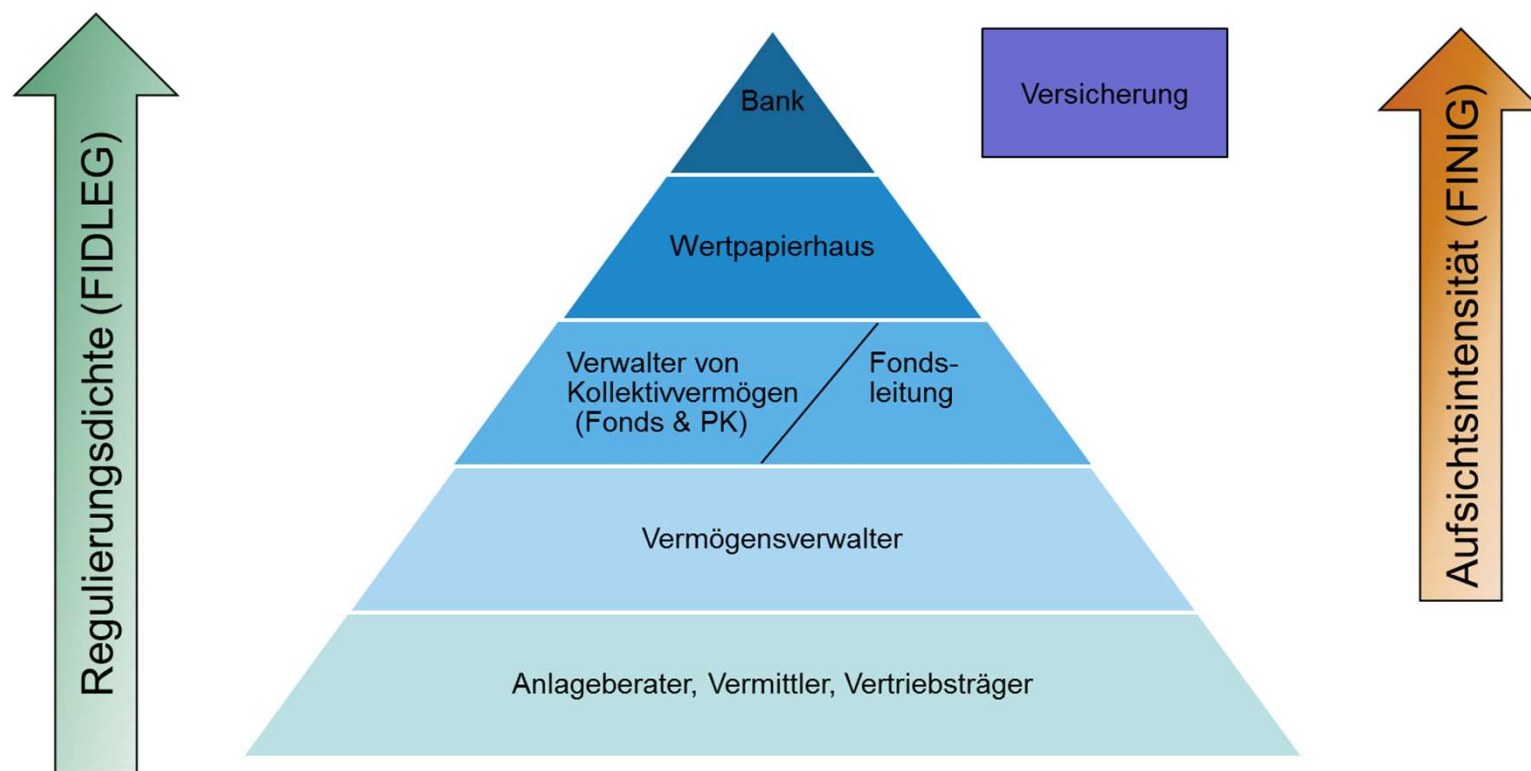 Regulierungsdichte (FIDLEG)
Bank
Versicherung
Aufsichtsintensität (FINIG)
Wertpapierhaus
Verwalter von
Kollektivvermögen
(Fonds & PK)
Fonds-
leitung
Vermögensverwalter
Anlageberater, Vermittler, Vertriebsträger